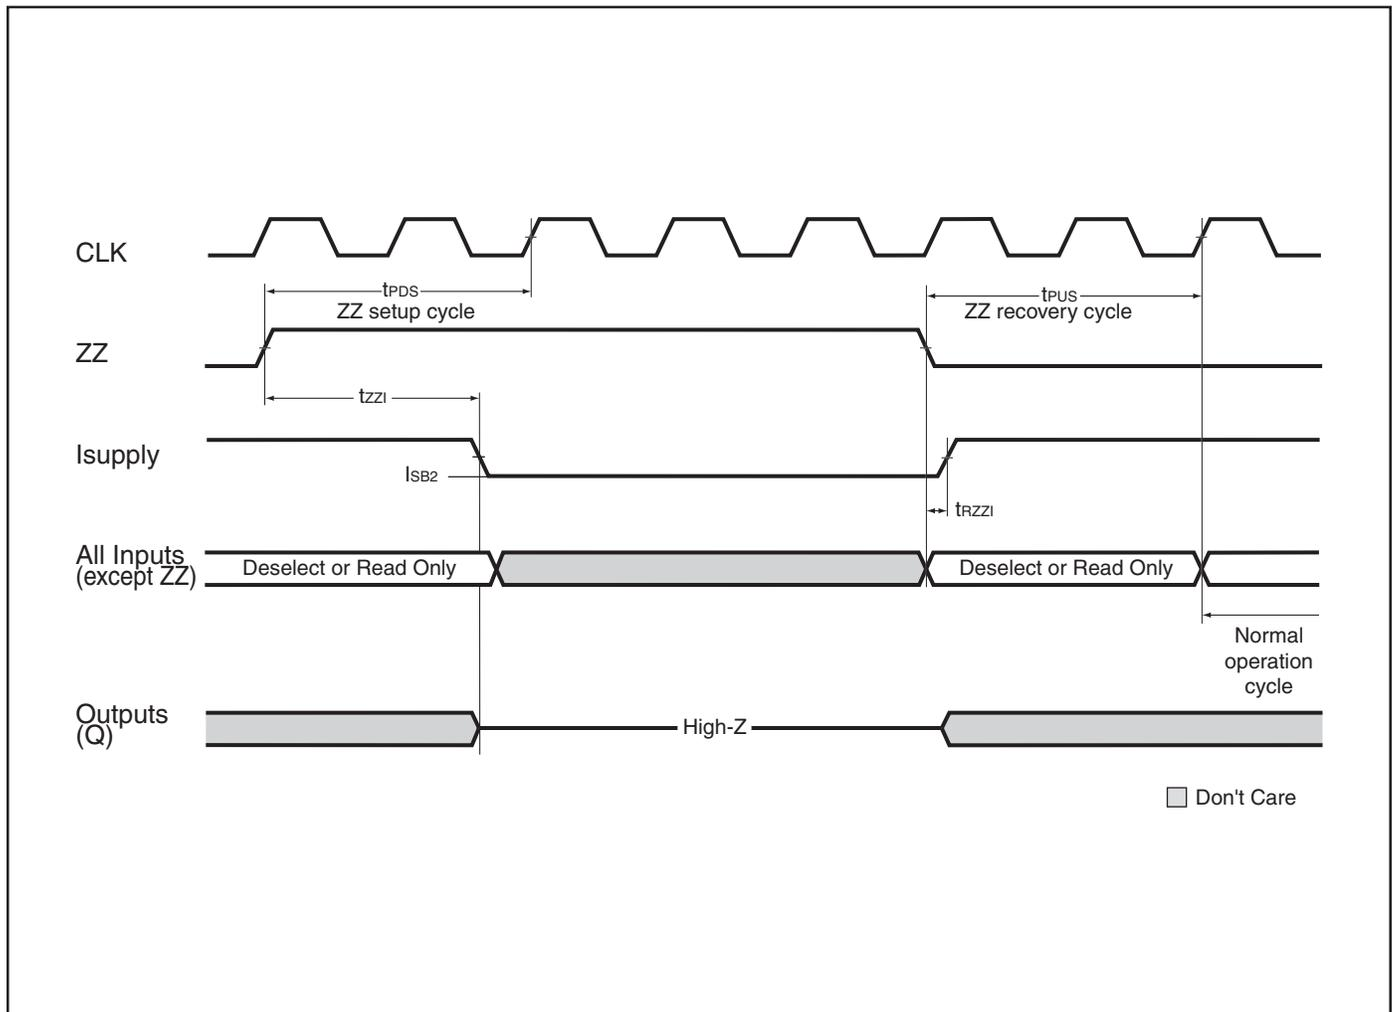 CLK
tPDS
ZZ setup cycle
tPUS
ZZ recovery cycle
ZZ
tZZI
Isupply
ISB2
tRZZI
All Inputs
(except ZZ)
Deselect or Read Only
Deselect or Read Only
Normal
operation
cycle
Outputs
(Q)
High-Z
Don't Care